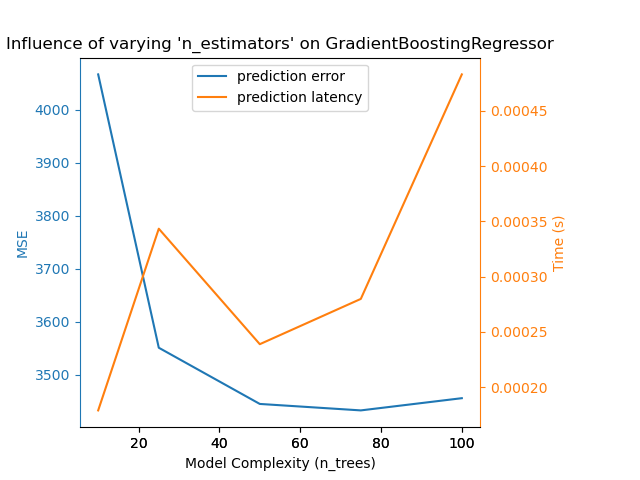 Influence of varying 'n_estimators' on GradientBoostingRegressor
prediction error
prediction latency
4000
3900
3800
3700
3600
3500
MSE
0.00045
0.00040
0.00035
0.00030
0.00025
0.00020
Time (s)
20 40 60 80 100
Model Complexity (n_trees)